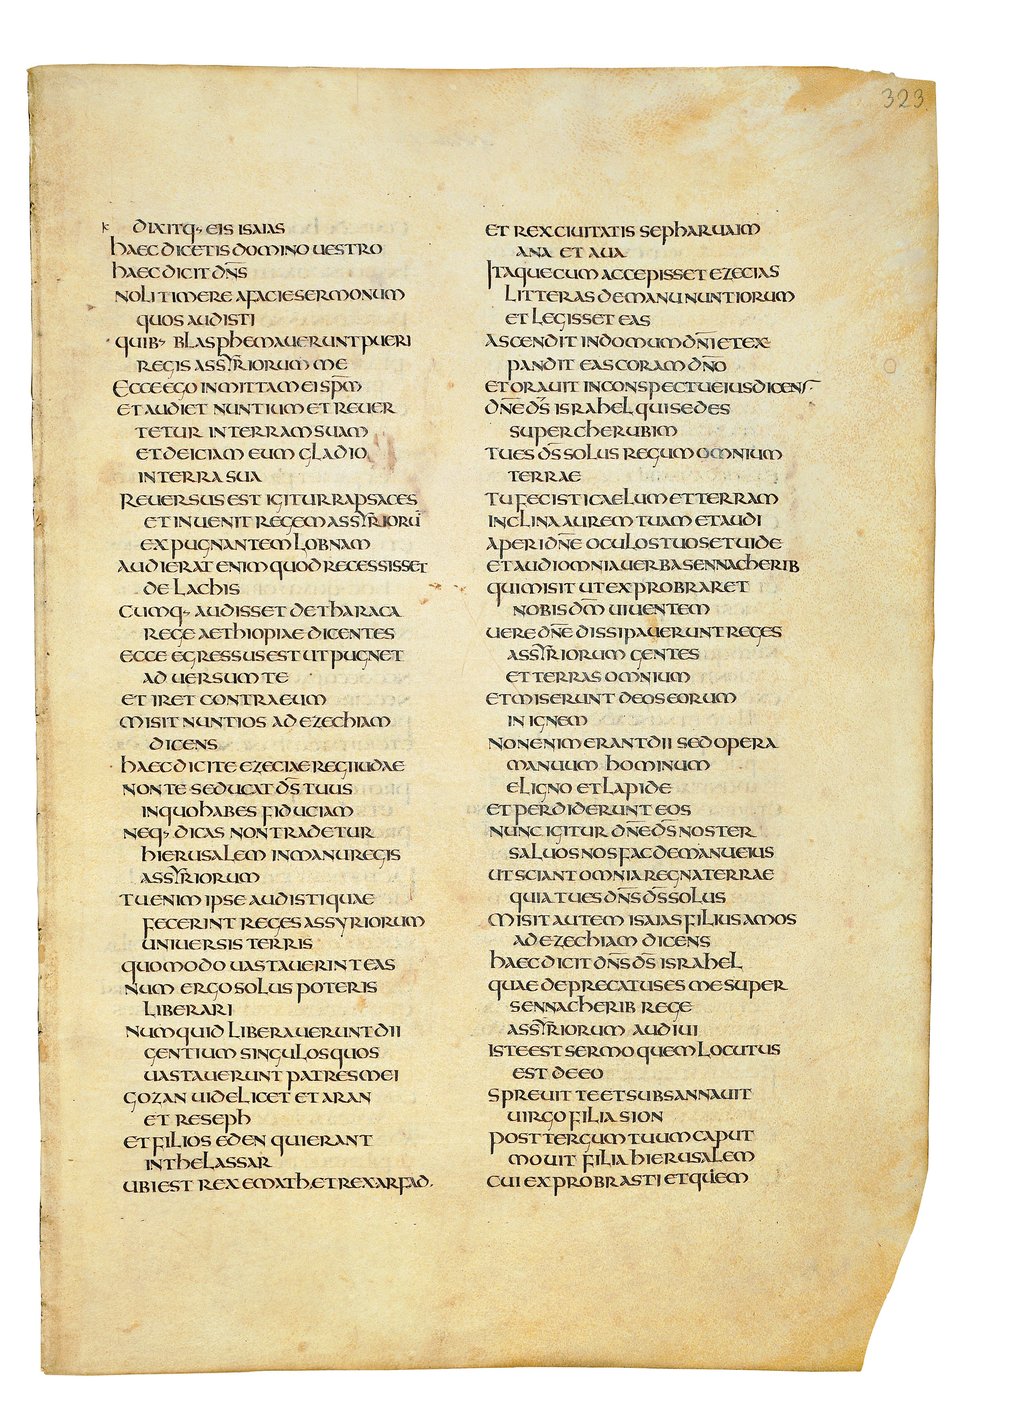 323
K DIXITQ· EIS ISAIAS
HAEC DICETIS DOMINO UESTRO
HAEC DICIT DN̅S
NOLI TIMERE A FACIE SERMONUM
QUOS AUDISTI
QUIB· BLASPHEMAUERUNT PUERI
REGIS ASSYRIORUM ME
ECCE EGO INMITTAM EI SPM̅
ET AUDIET NUNTIUM ET REUER
TETUR IN TERRAM SUAM
ET DEICIAM EUM GLADIO
IN TERRA SUA
REUERSUS EST IGITUR RAPSACES
ET INUENIT REGEM ASSYRIORU̅
EXPUGNANTEM LOBNAM
AUDIERAT ENIM QUOD RECESSISSET
DE LACHIS
CUMQ· AUDISSET DE THARACA
REGE AETHIOPIAE DICENTES
ECCE EGRESSUS EST UT PUGNET
ADUERSUM TE
ET IRET CONTRA EUM
MISIT NUNTIOS AD EZECHIAM
DICENS
HAEC DICITE EZECIAE REGI IUDAE
NON TE SEDUCAT DS̅ TUUS
IN QUO HABES FIDUCIAM
NEQ· DICAS NON TRADETUR
HIERUSALEM IN MANU REGIS
ASSYRIORUM
TU ENIM IPSE AUDISTI QUAE
FECERINT REGES ASSYRIORUM
UNIUERSIS TERRIS
QUOMODO UASTAUERINT EAS
NUM ERGO SOLUS POTERIS
LIBERARI
NUMQUID LIBERAUERUNT DII
GENTIUM SINGULOS QUOS
UASTAUERUNT PATRES MEI
GOZAN UIDELICET ET ARAN
ET RESEPH
ET FILIOS EDEN QUI ERANT
IN THELASSAR
UBI EST REX EMATH, ET REX ARFAD·
ET REX CIUITATIS SEPHARUAIM
ANA ET AUA
ITAQUE CUM ACCEPISSET EZECIAS
LITTERAS DE MANU NUNTIORUM
ET LEGISSET EAS
ASCENDIT IN DOMUM DN̅I ET EX
PANDIT EAS CORAM DN̅O
ET ORAUIT IN CONSPECTU EIUS DICENS
DN̅E DS̅ ISRAHEL QUI SEDES
SUPER CHERUBIM
TU ES DS̅ SOLUS REGUM OMNIUM
TERRAE
TU FECISTI CAELUM ET TERRAM
INCLINA AUREM TUAM ET AUDI
APERI DN̅E OCULOS TUOS ET UIDE
ET AUDI OMNIA UERBA SENNACHERIB
QUI MISIT UT EXPROBRARET
NOBIS DM̅ UIUENTEM
UERE DN̅E DISSIPAUERUNT REGES
ASSYRIORUM GENTES
ET TERRAS OMNIUM
ET MISERUNT DEOS EORUM
IN IGNEM
NON ENIM ERANT DII SED OPERA
MANUUM HOMINUM
E LIGNO ET LAPIDE
ET PERDIDERUNT EOS
NUNC IGITUR DN̅E DS̅ NOSTER
SALUOS NOS FAC DE MANU EIUS
UT SCIANT OMNIA REGNA TERRAE
QUIA TU ES DN̅S DS̅ SOLUS
MISIT AUTEM ISAIAS FILIUS AMOS
AD EZECHIAM DICENS
HAEC DICIT DN̅S DS̅ ISRAHEL
QUAE DEPRECATUS ES ME SUPER
SENNACHERIB REGE
ASSYRIORUM AUDIUI
ISTE EST SERMO QUEM LOCUTUS
EST DE EO
SPREUIT TE ET SUBSANNAUIT
UIRGO FILIA SION
POST TERGUM TUUM CAPUT
MOUIT FILIA HIERUSALEM
CUI EXPROBRASTI ET QUEM